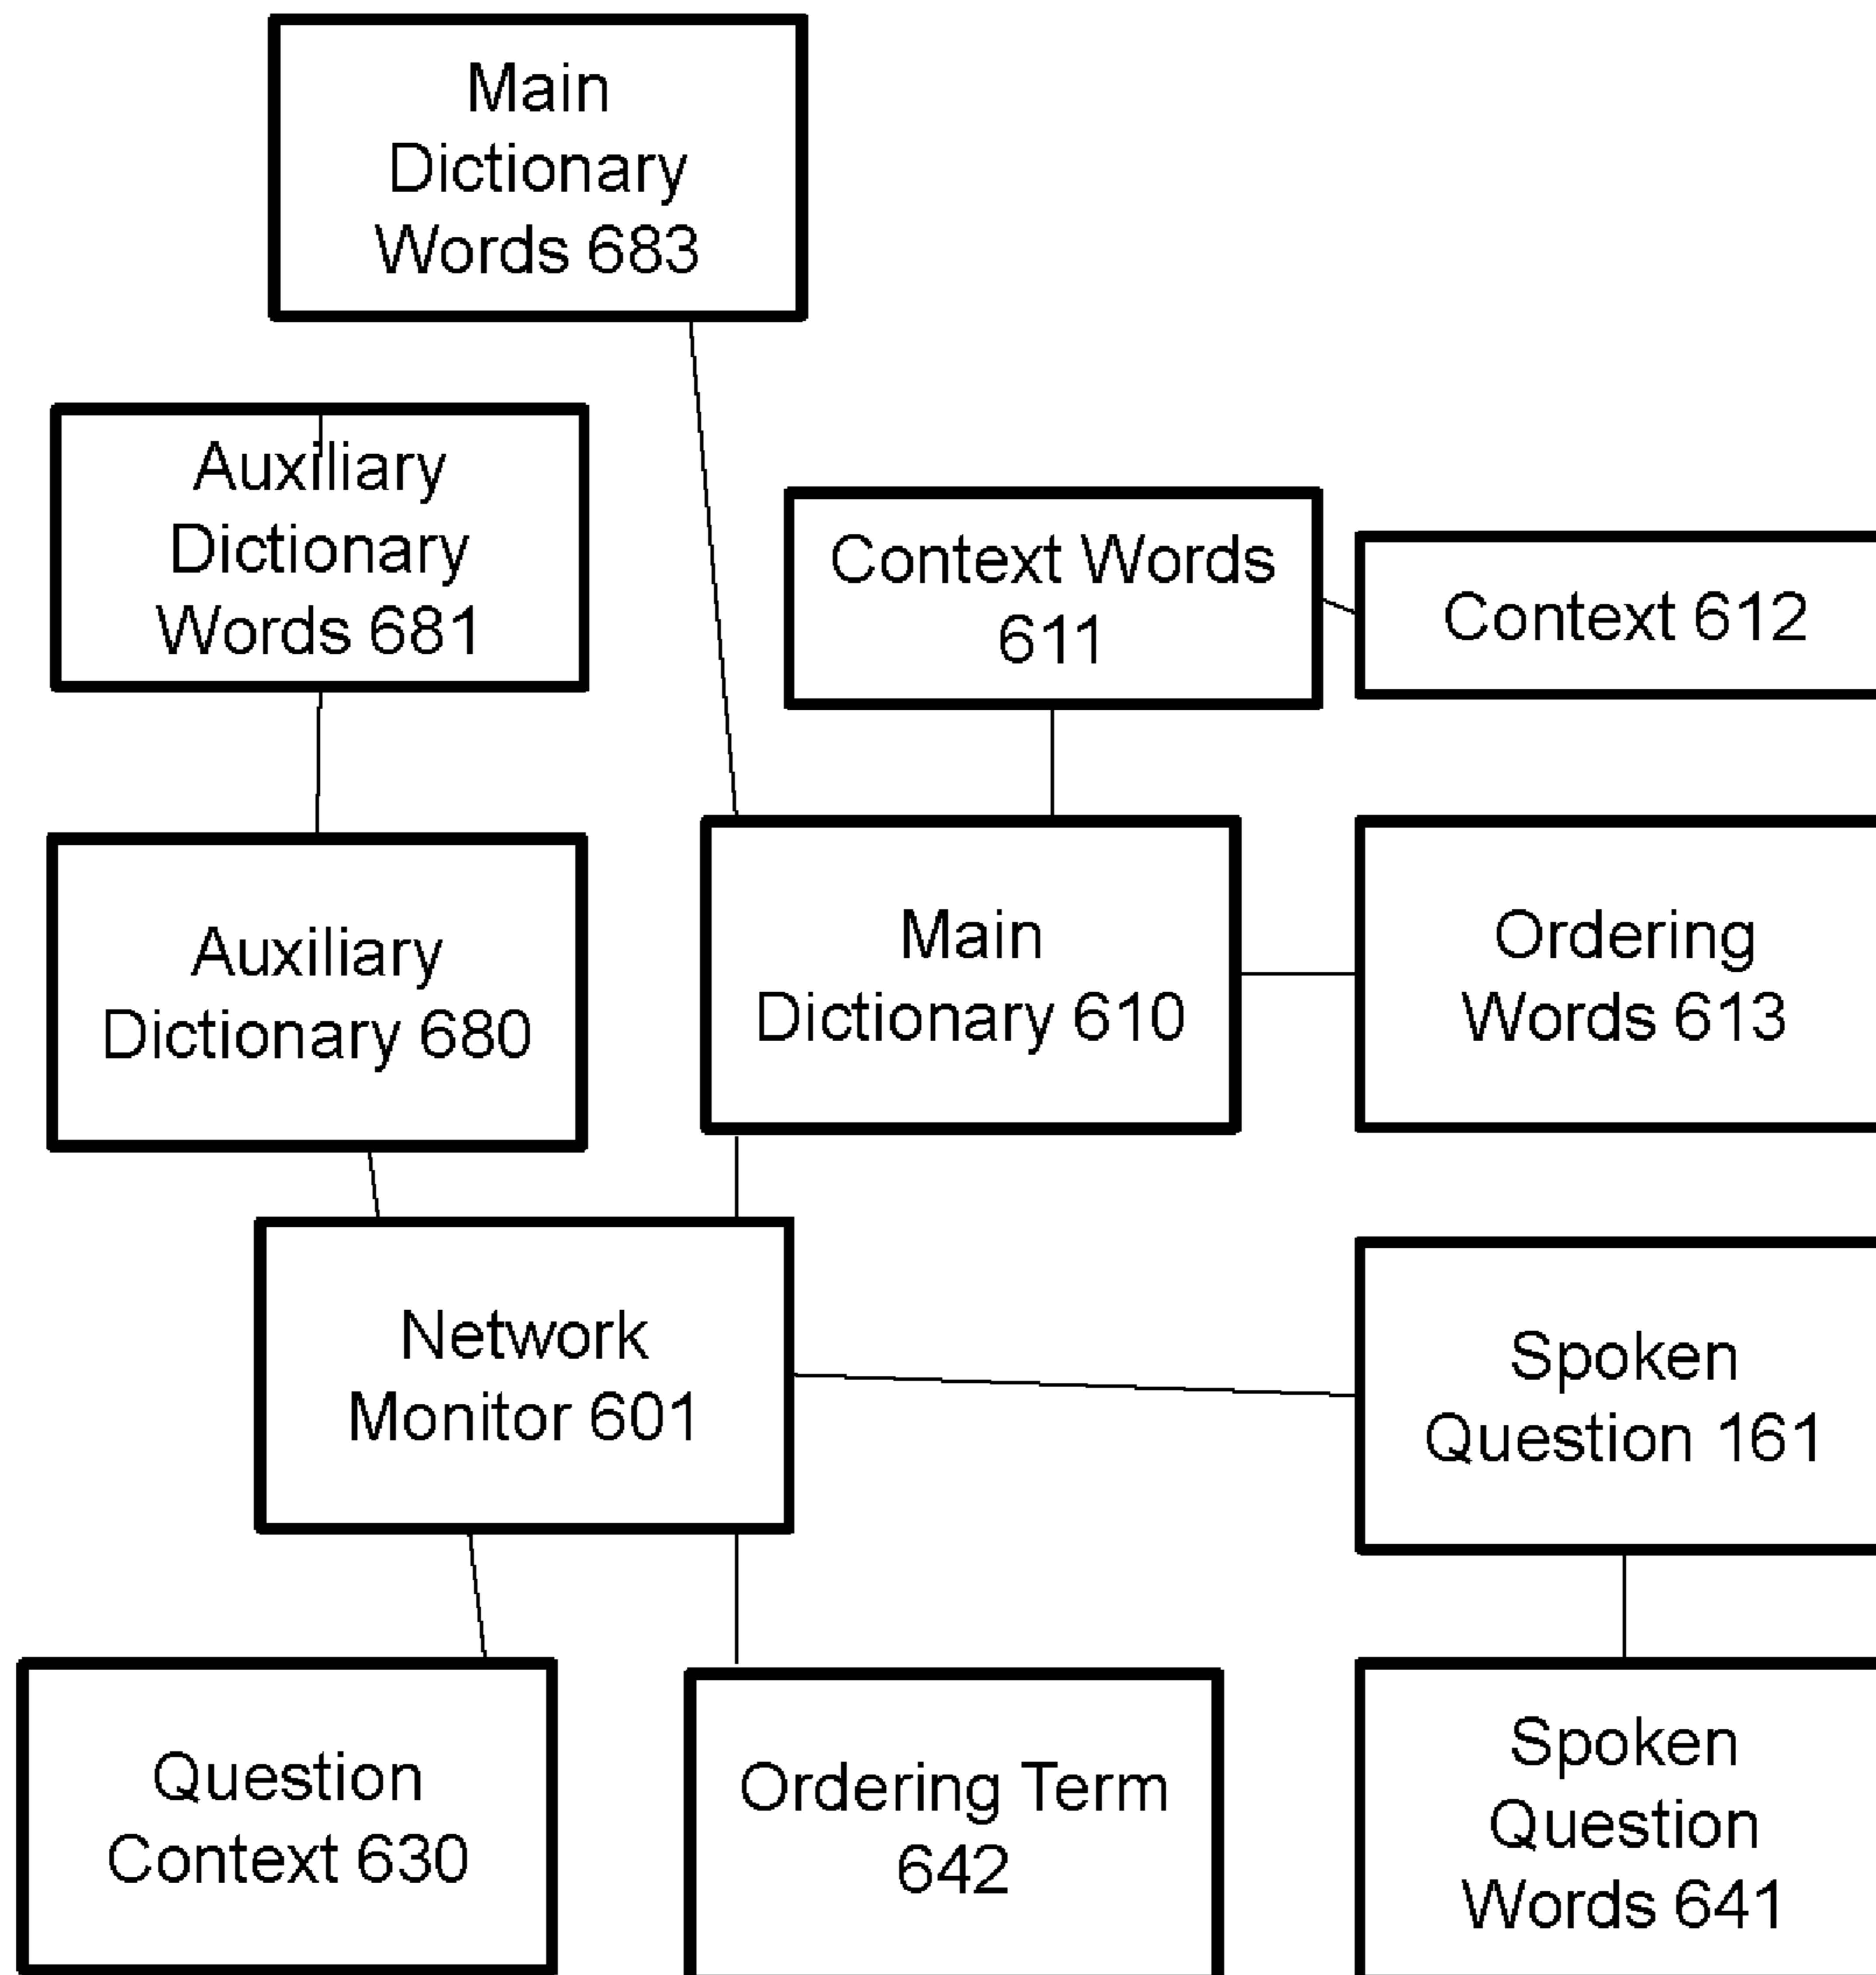 Main
Dictionary
Words 683
Auxiliary
Dictionary
Words 681
Context Words
611
Context 612
Auxiliary
Dictionary 680
Main
Dictionary 610
Ordering
Words 613
Network
Monitor 601
Spoken
Question 161
Question
Context 630
Ordering Term
642
Spoken
Question
Words 641